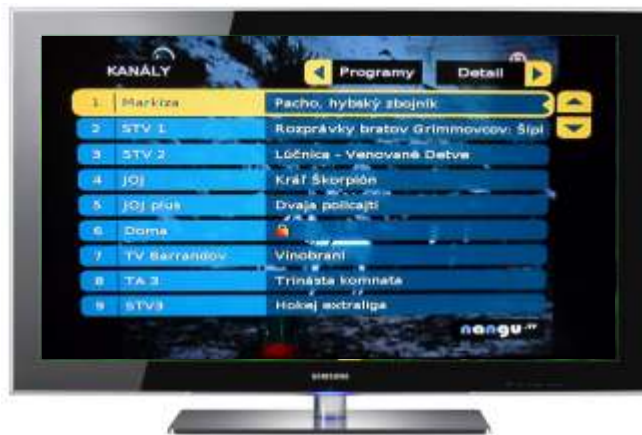 KANÁLY
Programy
Detail
1 Markíza Pacho, hybský zbojník
2 STV 1 Rozprávky bratov Grimmovcov: Šípi
3 STV 2 Lúčnica - Venované Detve
4 JOJ Kráľ Škorpión
5 JOJ plus Dvaja policajti
6 Doma
7 TV Barrandov Vinobraní
8 TA 3 Trinásta komnata
9 STV3 Hokej extraliga
nangu.TV
SAMSUNG